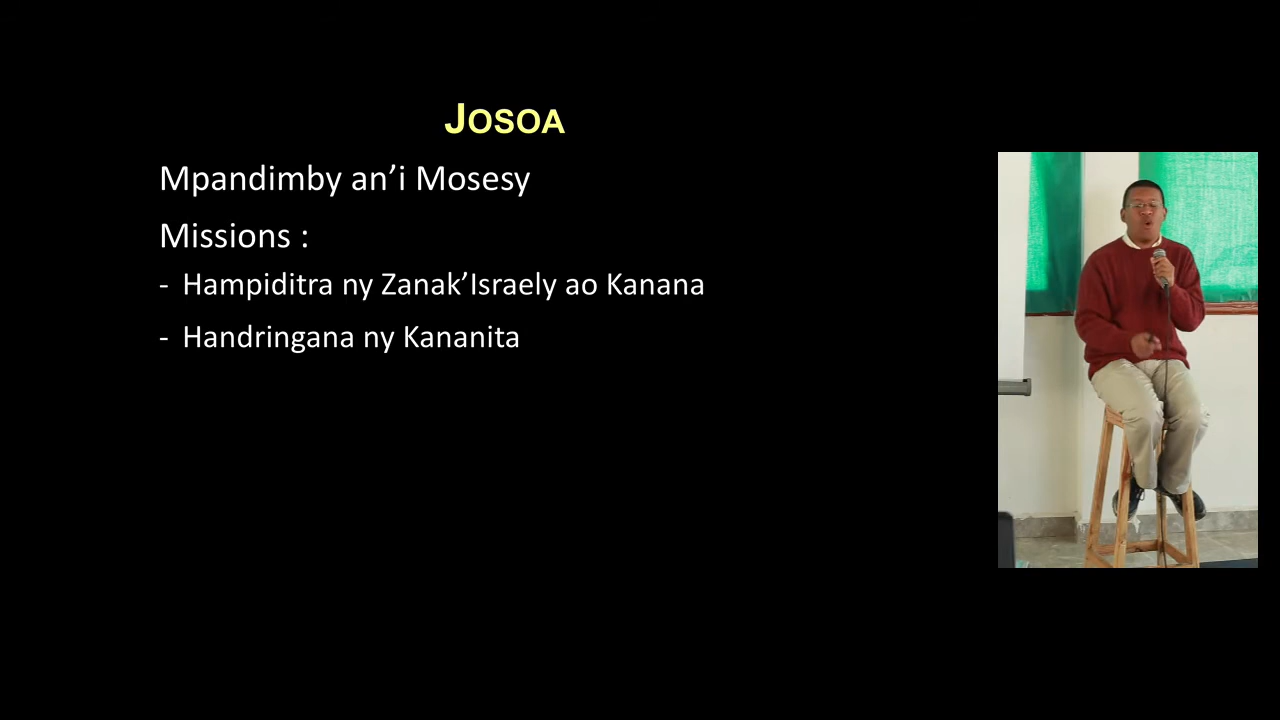 JOSOA
Mpandimby an’i Mosesy
Missions :
- Hampiditra ny Zanak’Israely ao Kanana
- Handringana ny Kananita